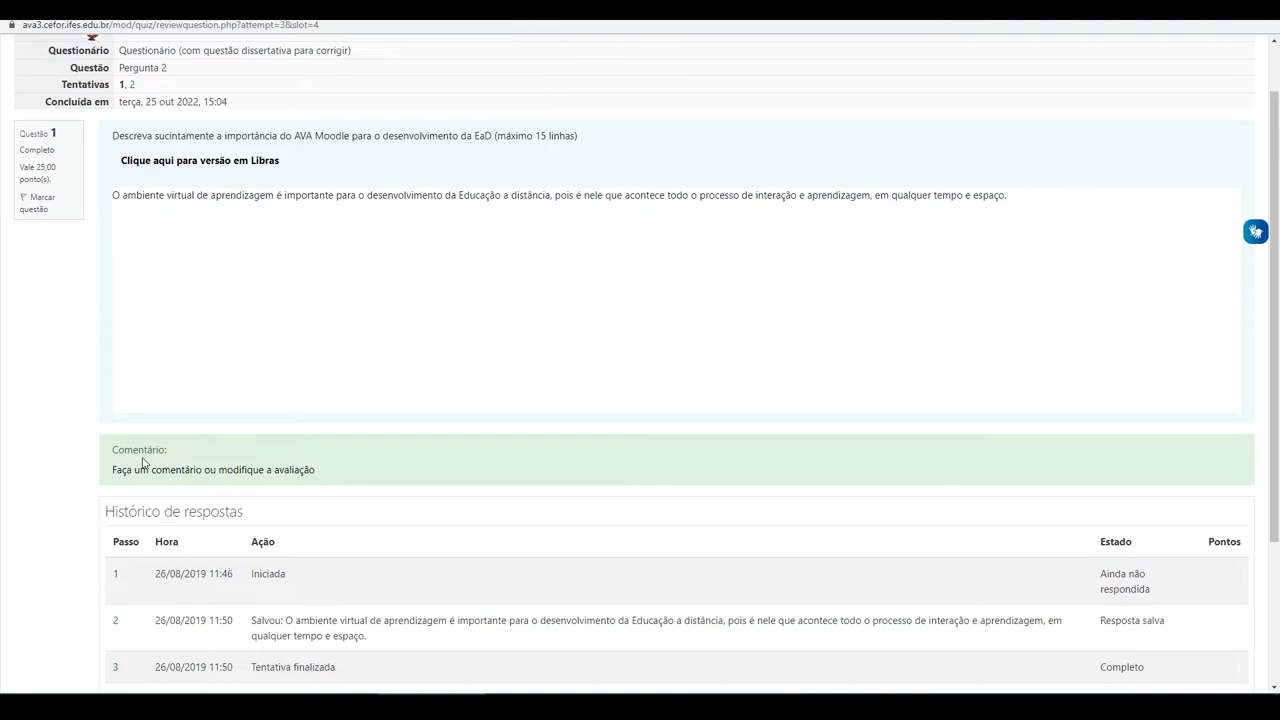 ava3.cefor.ifes.edu.br/mod/quiz/reviewquestion.php?attempt=3&slot=4
Questionário Questionário (com questão dissertativa para corrigir)
Questão Pergunta 2
Tentativas 1, 2
Concluída em terça, 25 out 2022, 15:04
Questão 1
Completo
Vale 25,00
ponto(s).
Marcar
questão
Descreva sucintamente a importância do AVA Moodle para o desenvolvimento da EaD (máximo 15 linhas)
Clique aqui para versão em Libras
O ambiente virtual de aprendizagem é importante para o desenvolvimento da Educação a distância, pois é nele que acontece todo o processo de interação e aprendizagem, em qualquer tempo e espaço.
Comentário:
Faça um comentário ou modifique a avaliação
Histórico de respostas
Passo Hora Ação Estado Pontos
1 26/08/2019 11:46 Iniciada Ainda não
respondida
2 26/08/2019 11:50 Salvou: O ambiente virtual de aprendizagem é importante para o desenvolvimento da Educação a distância, pois é nele que acontece todo o processo de interação e aprendizagem, em Resposta salva
qualquer tempo e espaço.
3 26/08/2019 11:50 Tentativa finalizada Completo